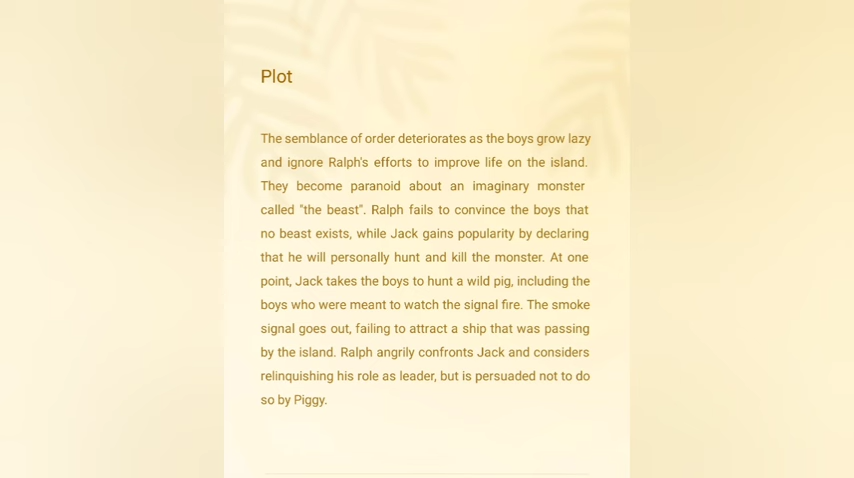 Plot
The semblance of order deteriorates as the boys grow lazy
and ignore Ralph's efforts to improve life on the island.
They become paranoid about an imaginary monster
called "the beast". Ralph fails to convince the boys that
no beast exists, while Jack gains popularity by declaring
that he will personally hunt and kill the monster. At one
point, Jack takes the boys to hunt a wild pig, including the
boys who were meant to watch the signal fire. The smoke
signal goes out, failing to attract a ship that was passing
by the island. Ralph angrily confronts Jack and considers
relinquishing his role as leader, but is persuaded not to do
so by Piggy.